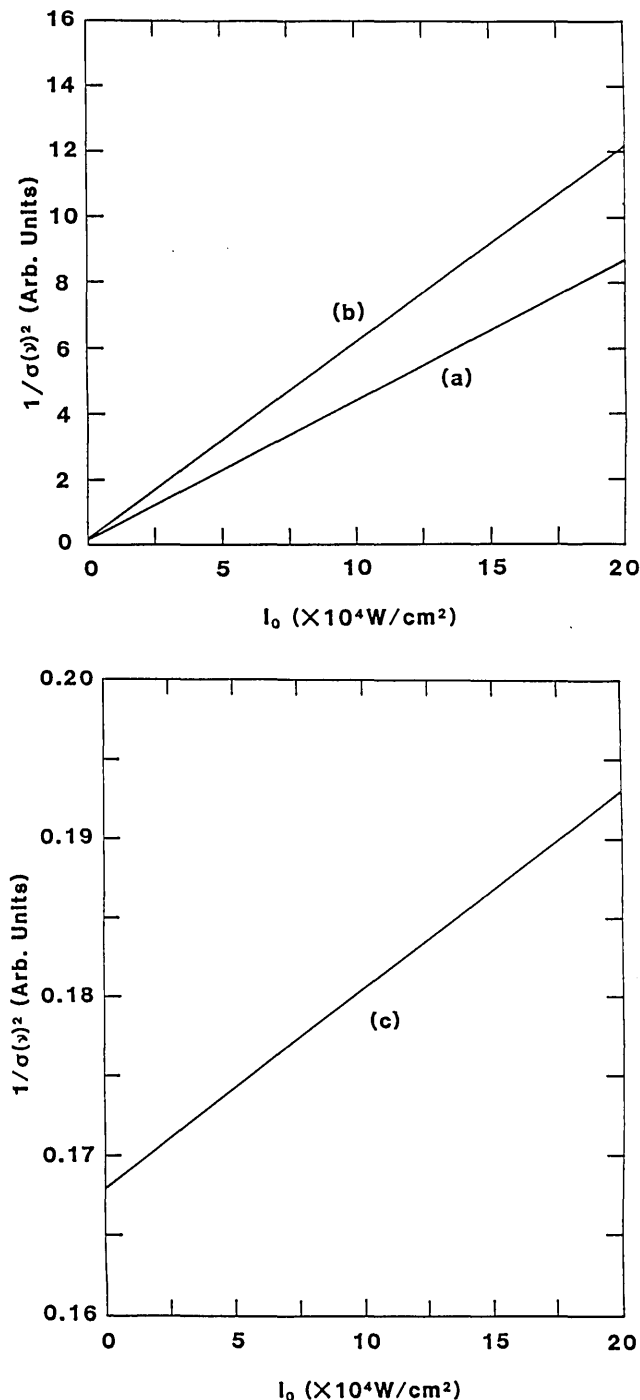 16
14
12
10
8
6
4
2
0
1/σ(ν)² (Arb. Units)
(b)
(a)
0 5 10 15 20
I₀ (×10⁴W/cm²)
0.20
0.19
0.18
0.17
0.16
1/σ(ν)² (Arb. Units)
(c)
0 5 10 15 20
I₀ (×10⁴W/cm²)